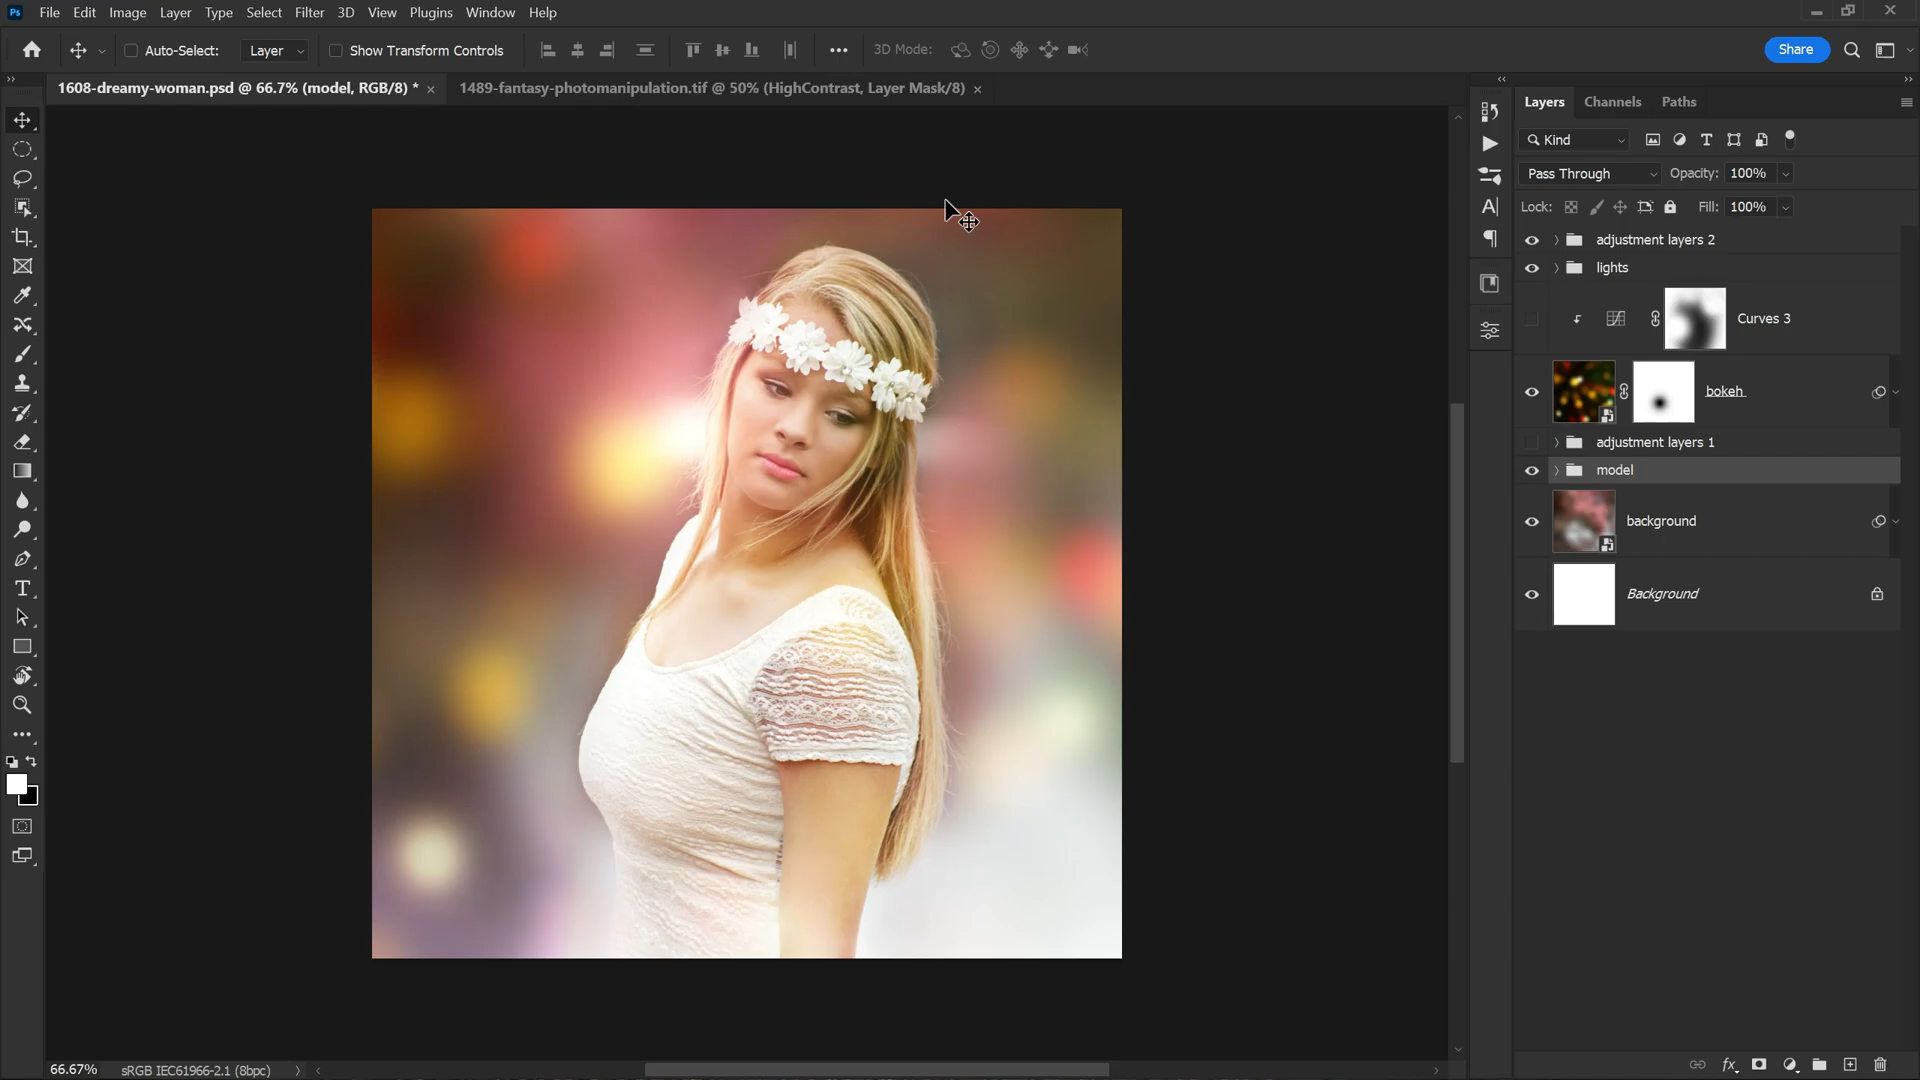 Ps File Edit Image Layer Type Select Filter 3D View Plugins Window Help
Auto-Select: Layer Show Transform Controls 3D Mode: Share
1608-dreamy-woman.psd @ 66.7% (model, RGB/8) * × 1489-fantasy-photomanipulation.tif @ 50% (HighContrast, Layer Mask/8) ×
Layers Channels Paths
Kind
Pass Through Opacity: 100%
Lock: Fill: 100%
adjustment layers 2
lights
Curves 3
bokeh
adjustment layers 1
model
background
Background
66.67% sRGB IEC61966-2.1 (8bpc)